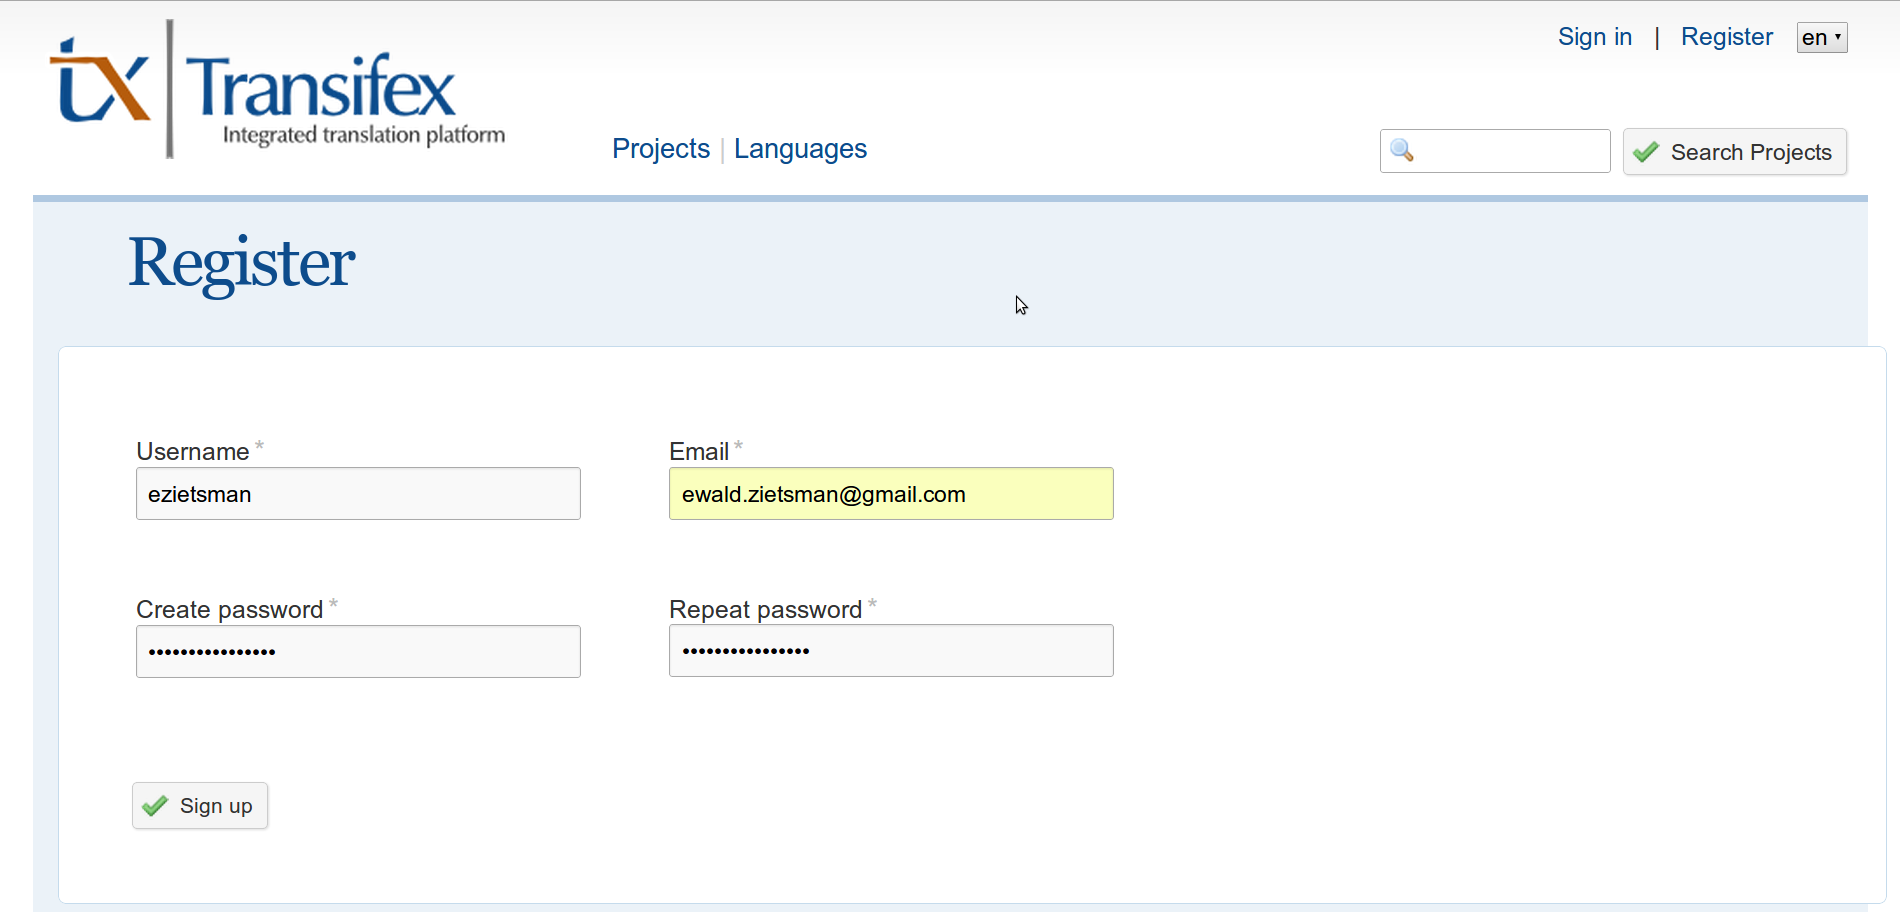 Sign in | Register en
tx Transifex
Integrated translation platform
Projects | Languages
Search Projects
Register
Username *
Email *
ezietsman
ewald.zietsman@gmail.com
Create password *
Repeat password *
••••••••••••••••
••••••••••••••••
Sign up